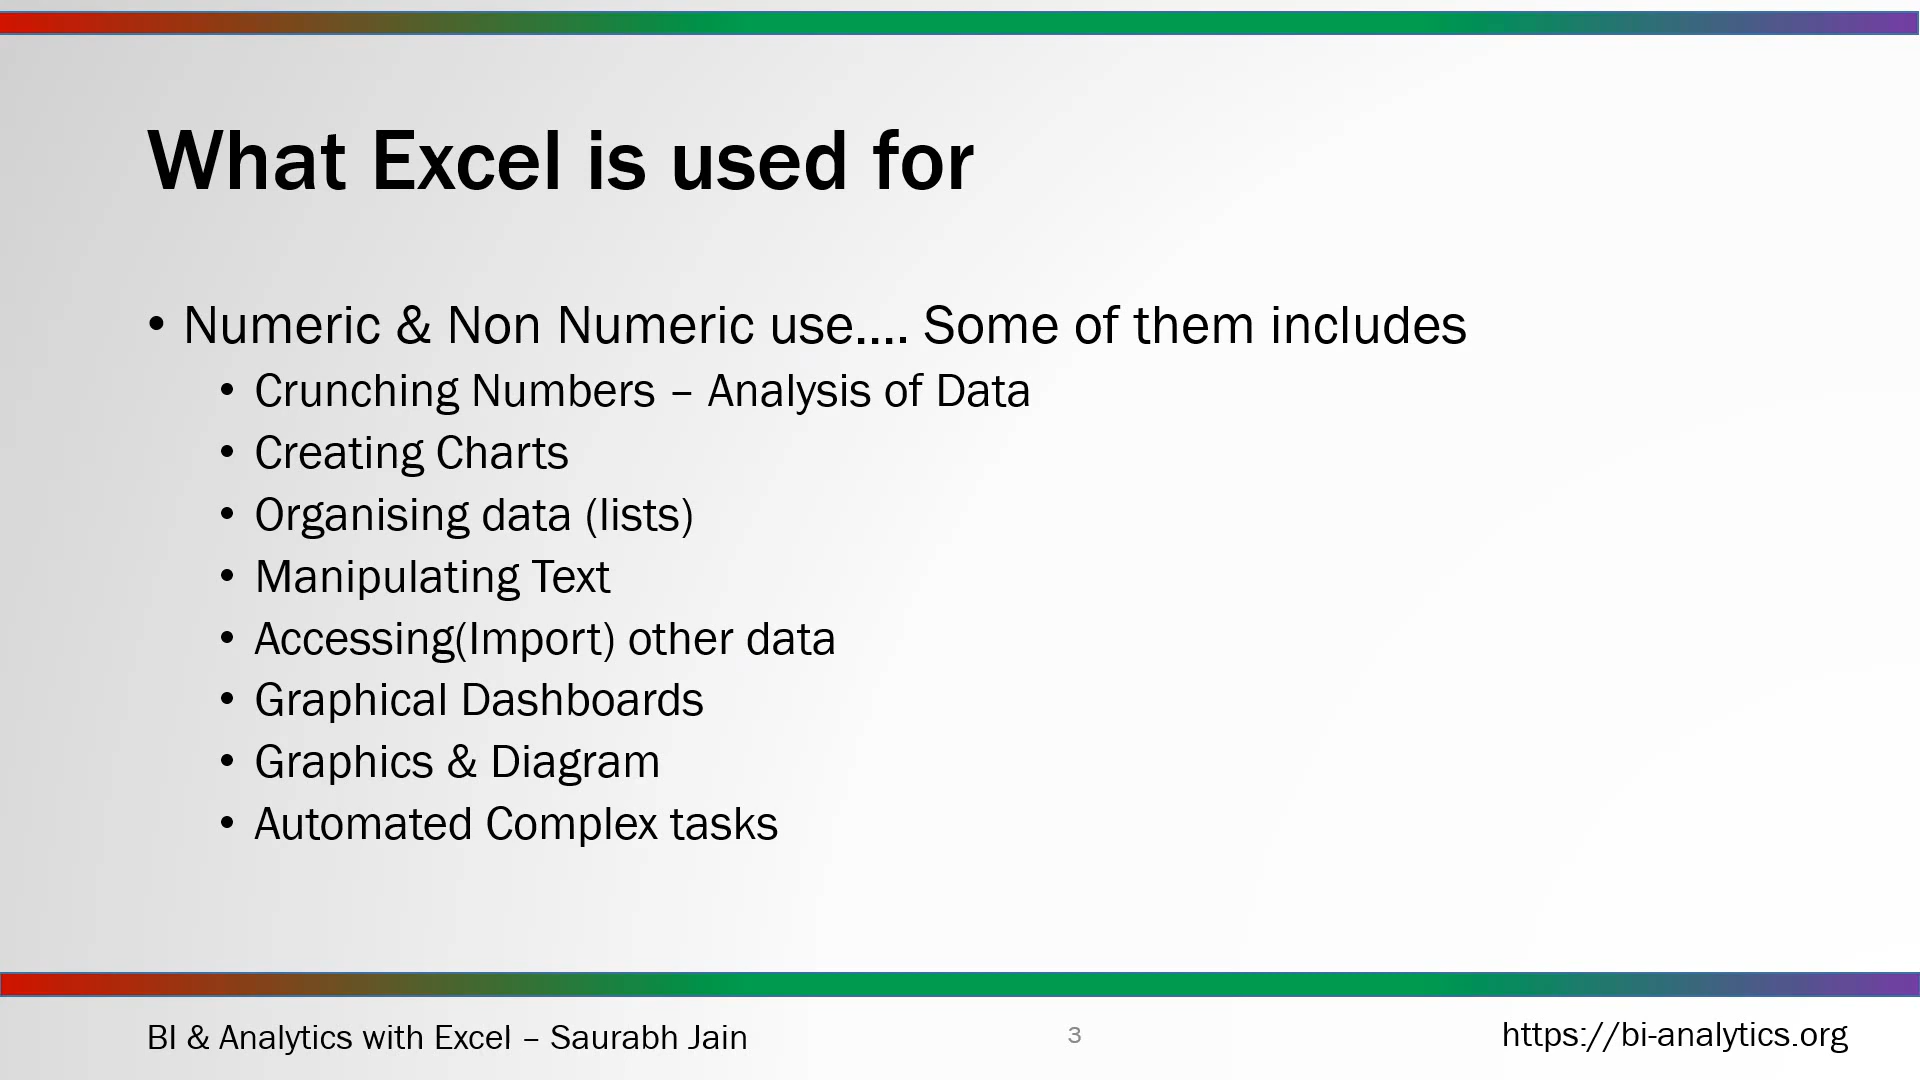 What Excel is used for
• Numeric & Non Numeric use.... Some of them includes
• Crunching Numbers – Analysis of Data
• Creating Charts
• Organising data (lists)
• Manipulating Text
• Accessing(Import) other data
• Graphical Dashboards
• Graphics & Diagram
• Automated Complex tasks
BI & Analytics with Excel – Saurabh Jain
3
https://bi-analytics.org